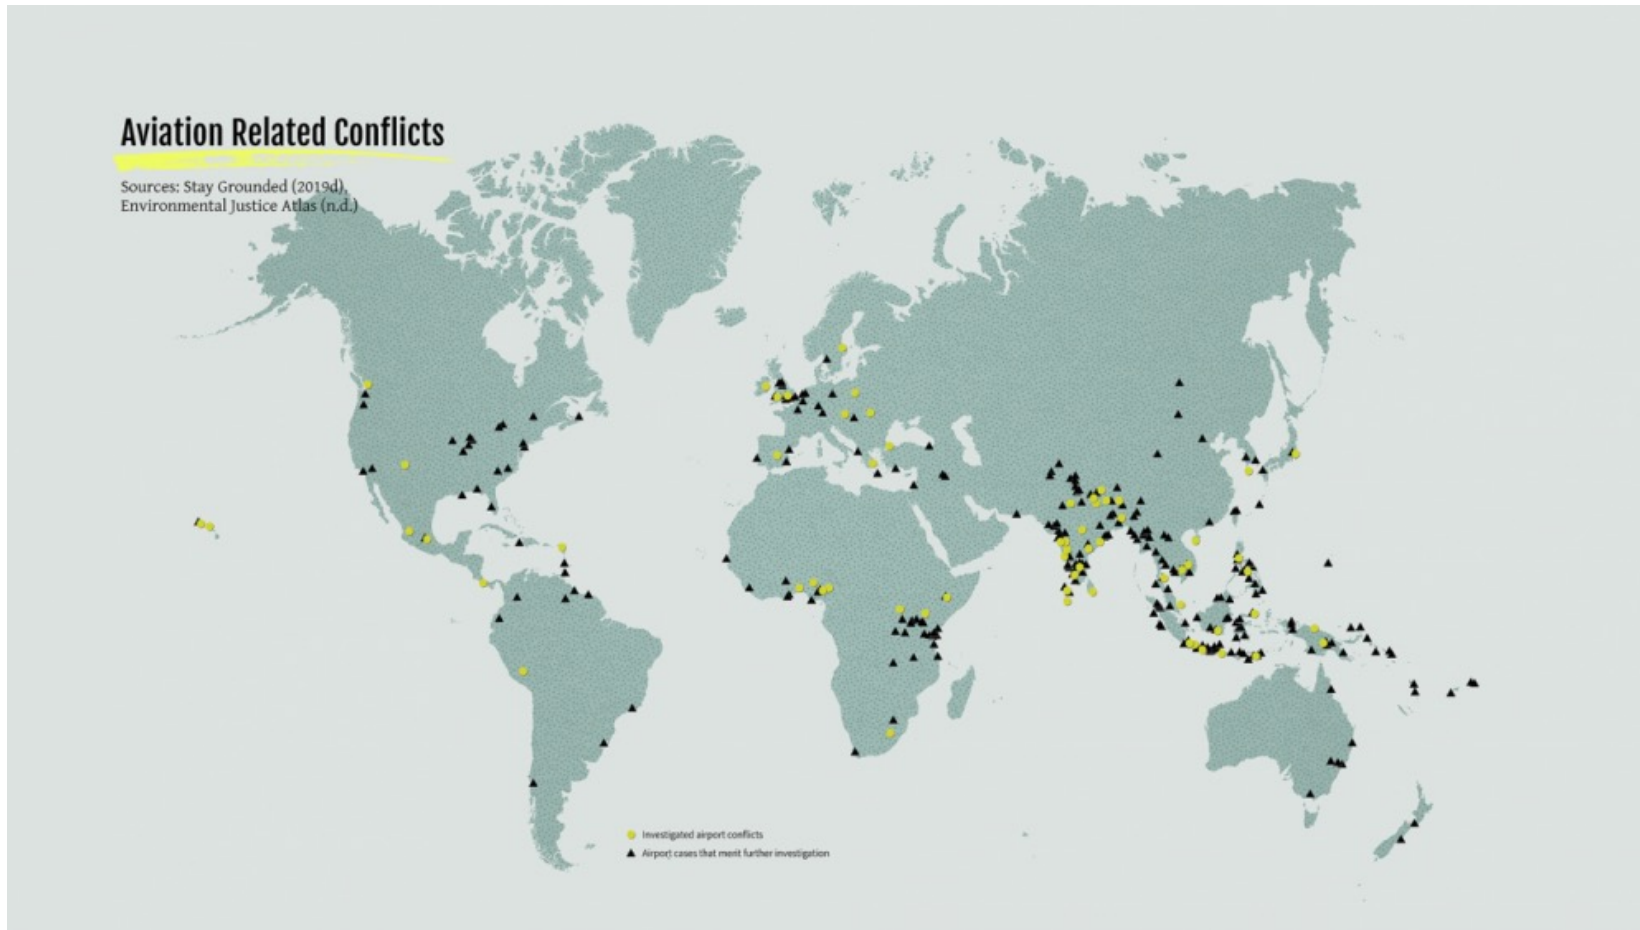 Aviation Related Conflicts
Sources: Stay Grounded (2019d),
Environmental Justice Atlas (n.d.)
Investigated airport conflicts
Airport cases that merit further investigation